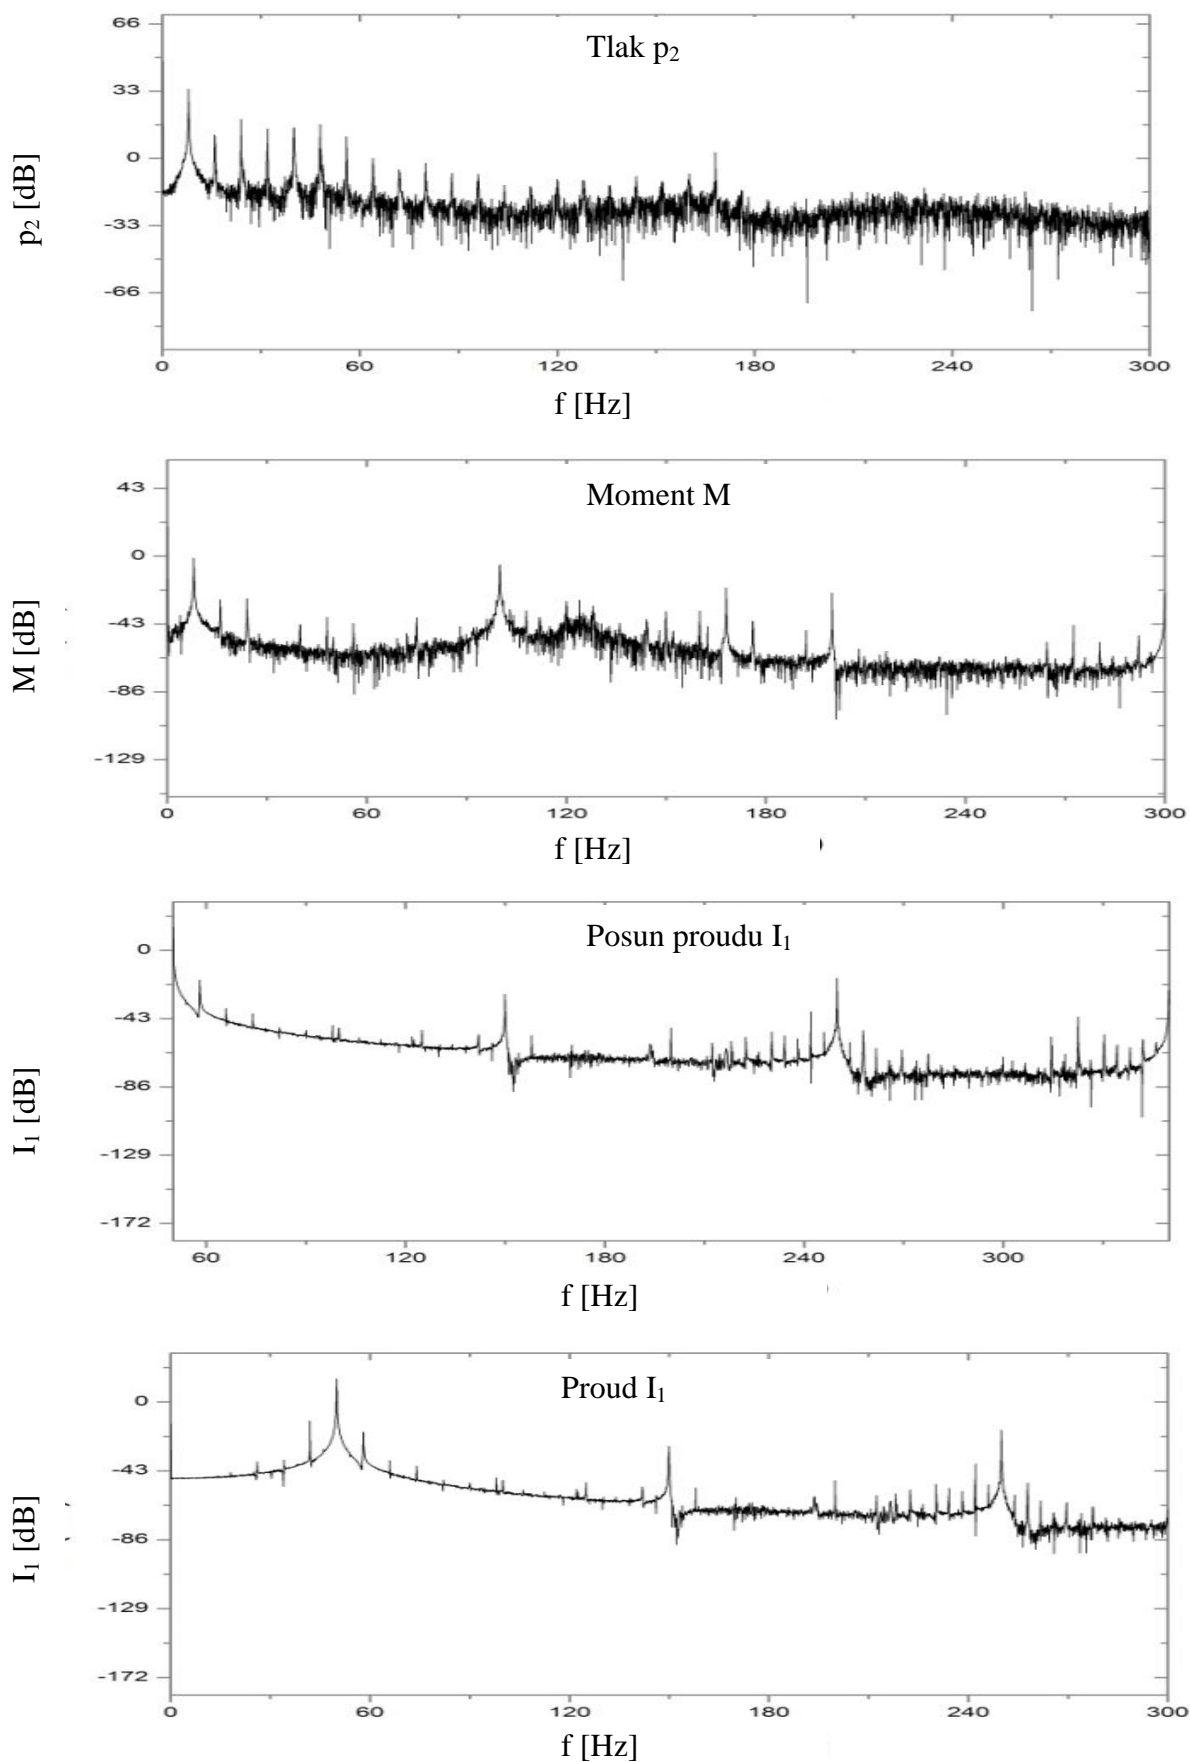 Tlak p₂
p₂ [dB]
66
33
0
-33
-66
0 60 120 180 240 300
f [Hz]
Moment M
M [dB]
43
0
-43
-86
-129
0 60 120 180 240 300
f [Hz]
Posun proudu I₁
I₁ [dB]
0
-43
-86
-129
-172
60 120 180 240 300
f [Hz]
Proud I₁
I₁ [dB]
0
-43
-86
-129
-172
0 60 120 180 240 300
f [Hz]